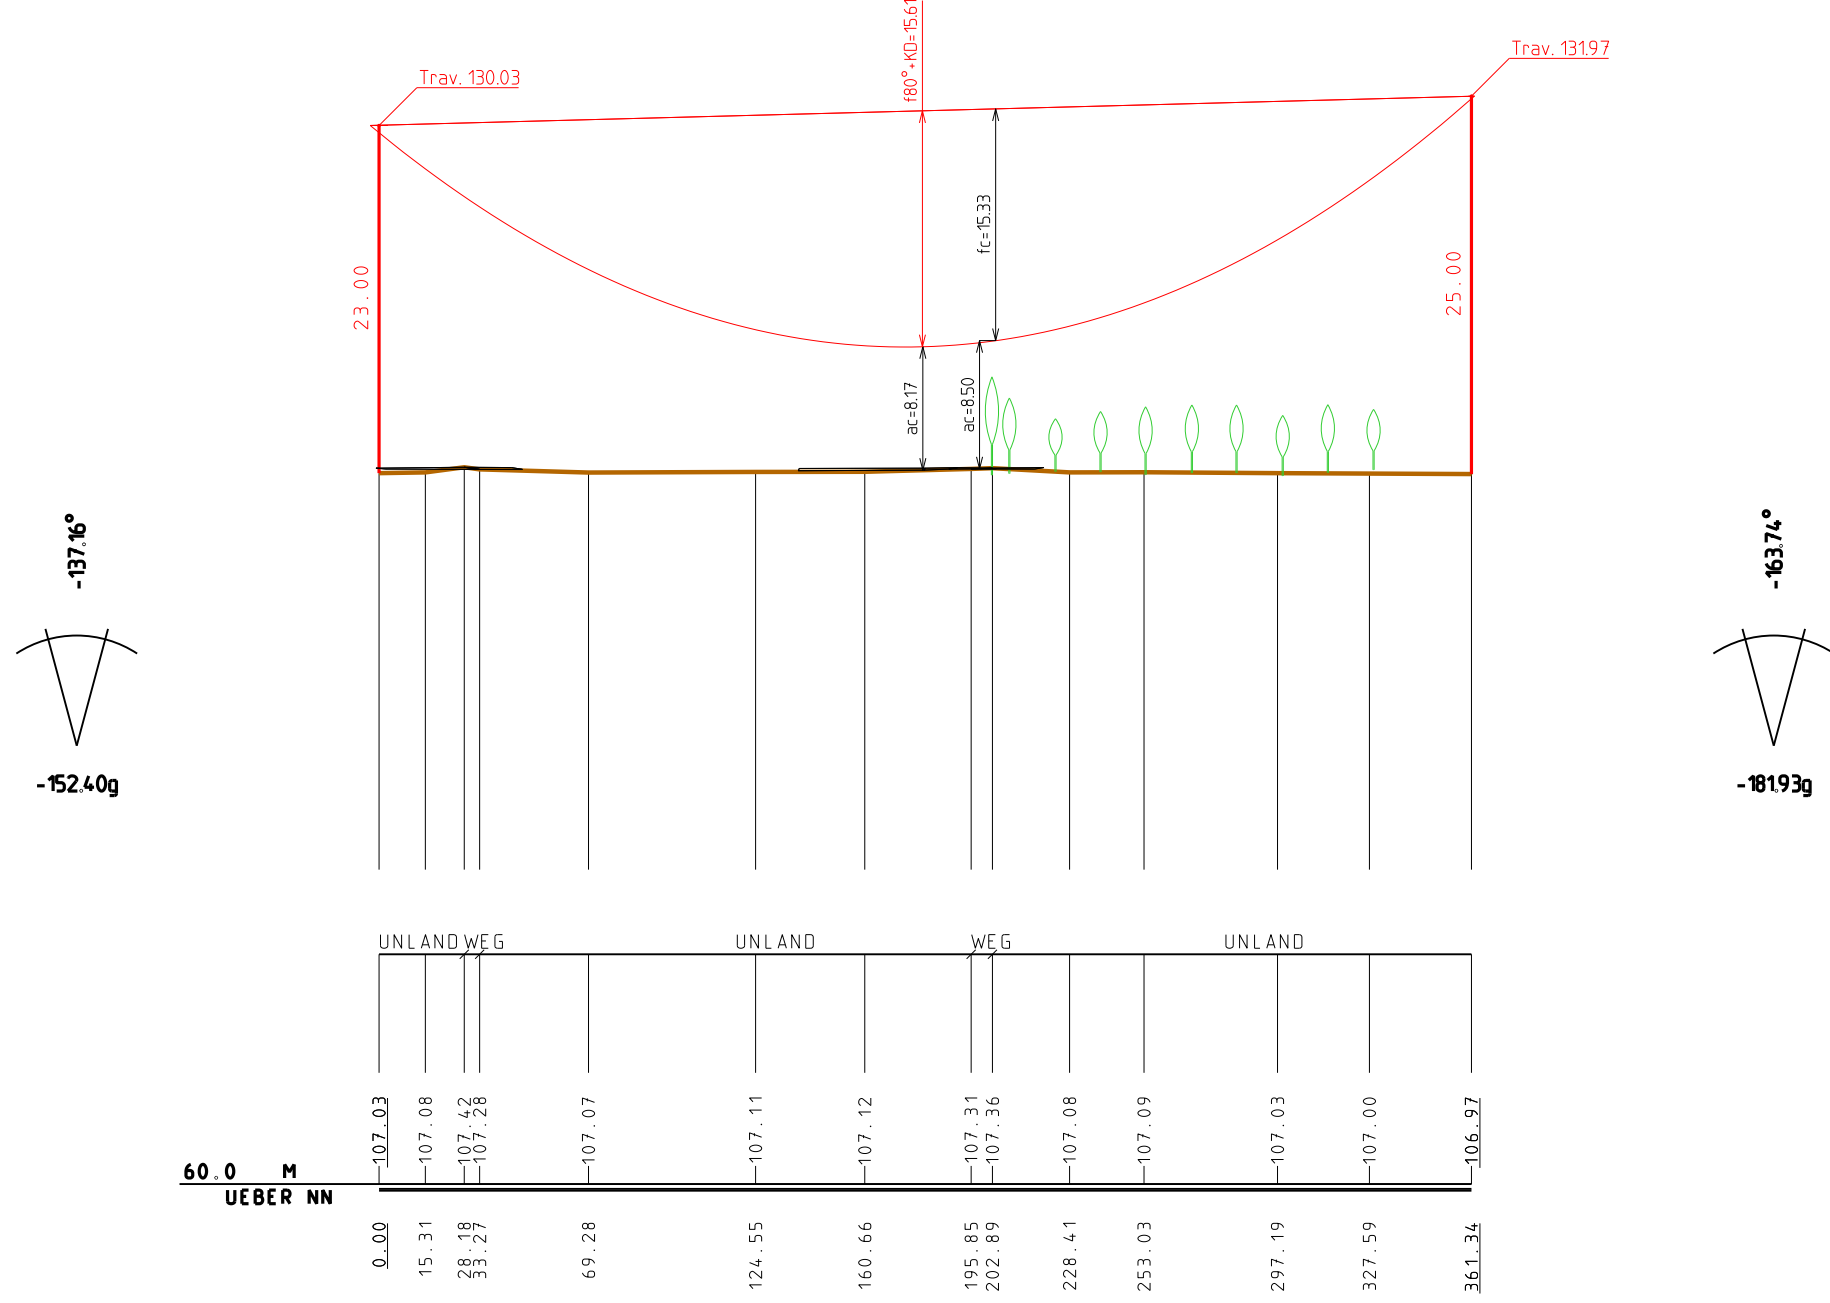 f80°+KD=15.61
Trav. 131.97
Trav. 130.03
fc=15.33
23.00
25.00
ac=8.17
ac=8.50
-137.16°
-163.74°
-152.40g
-181.93g
UNLAND WEG UNLAND WEG UNLAND
107.03 107.08 107.42 107.28 107.07 107.11 107.12 107.31 107.36 107.08 107.09 107.03 107.00 106.97
60.0 M
UEBER NN
0.00 15.31 28.18 33.27 69.28 124.55 160.66 195.85 202.89 228.41 253.03 297.19 327.59 361.34